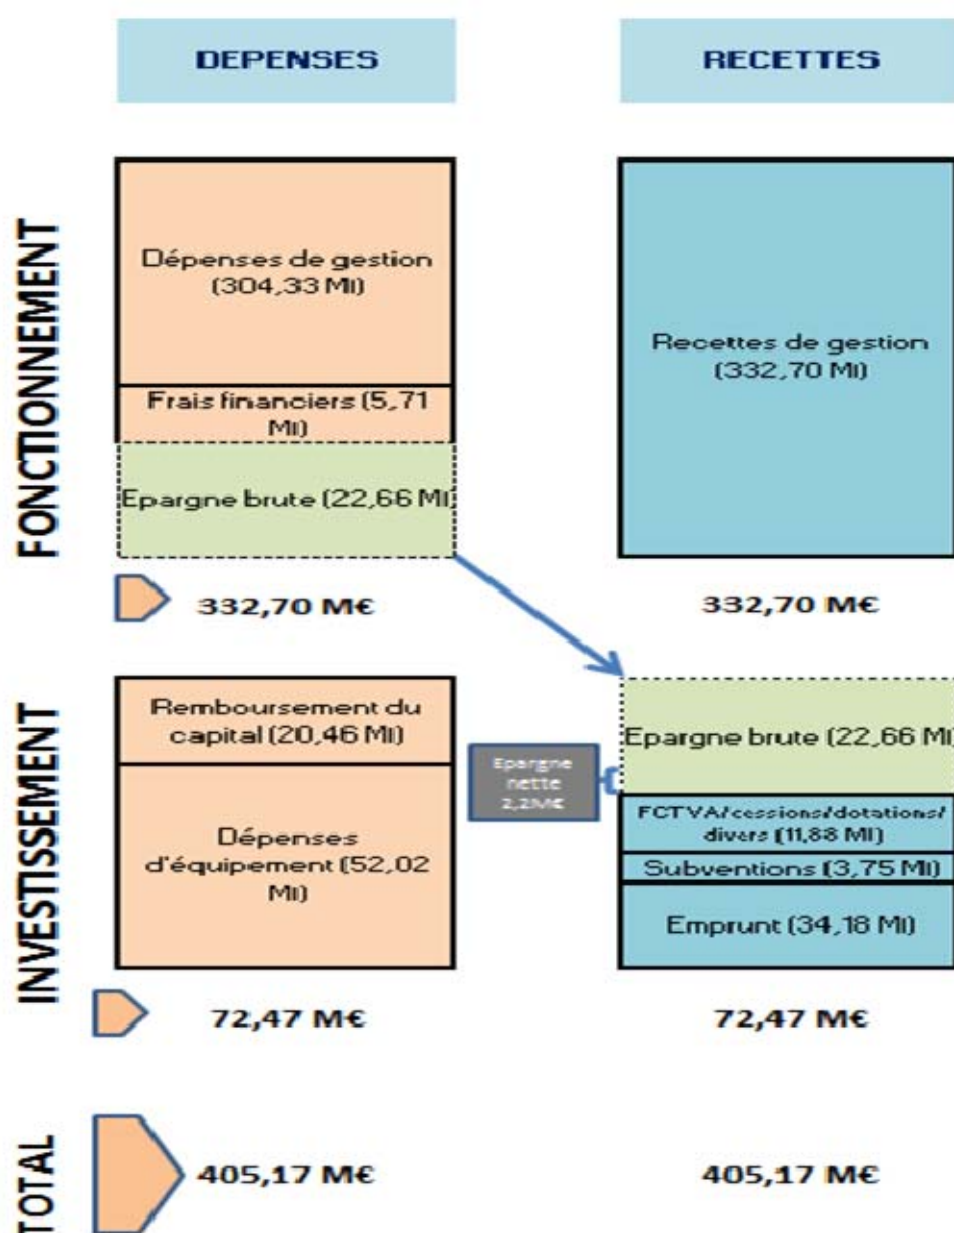 DEPENSES
RECETTES
FONCTIONNEMENT
Dépenses de gestion
(304,33 MI)
Frais financiers (5,71
MI)
Epargne brute (22,66 MI
332,70 M€
Recettes de gestion
(332,70 MI)
332,70 M€
INVESTISSEMENT
Remboursement du
capital (20,46 MI)
Dépenses
d'équipement (52,02
MI)
72,47 M€
Epargne
nette
2,2M€
Epargne brute (22,66 MI
FCTVA/cessions/dotations/
divers (11,88 MI)
Subventions (3,75 MI)
Emprunt (34,18 MI)
72,47 M€
TOTAL
405,17 M€
405,17 M€